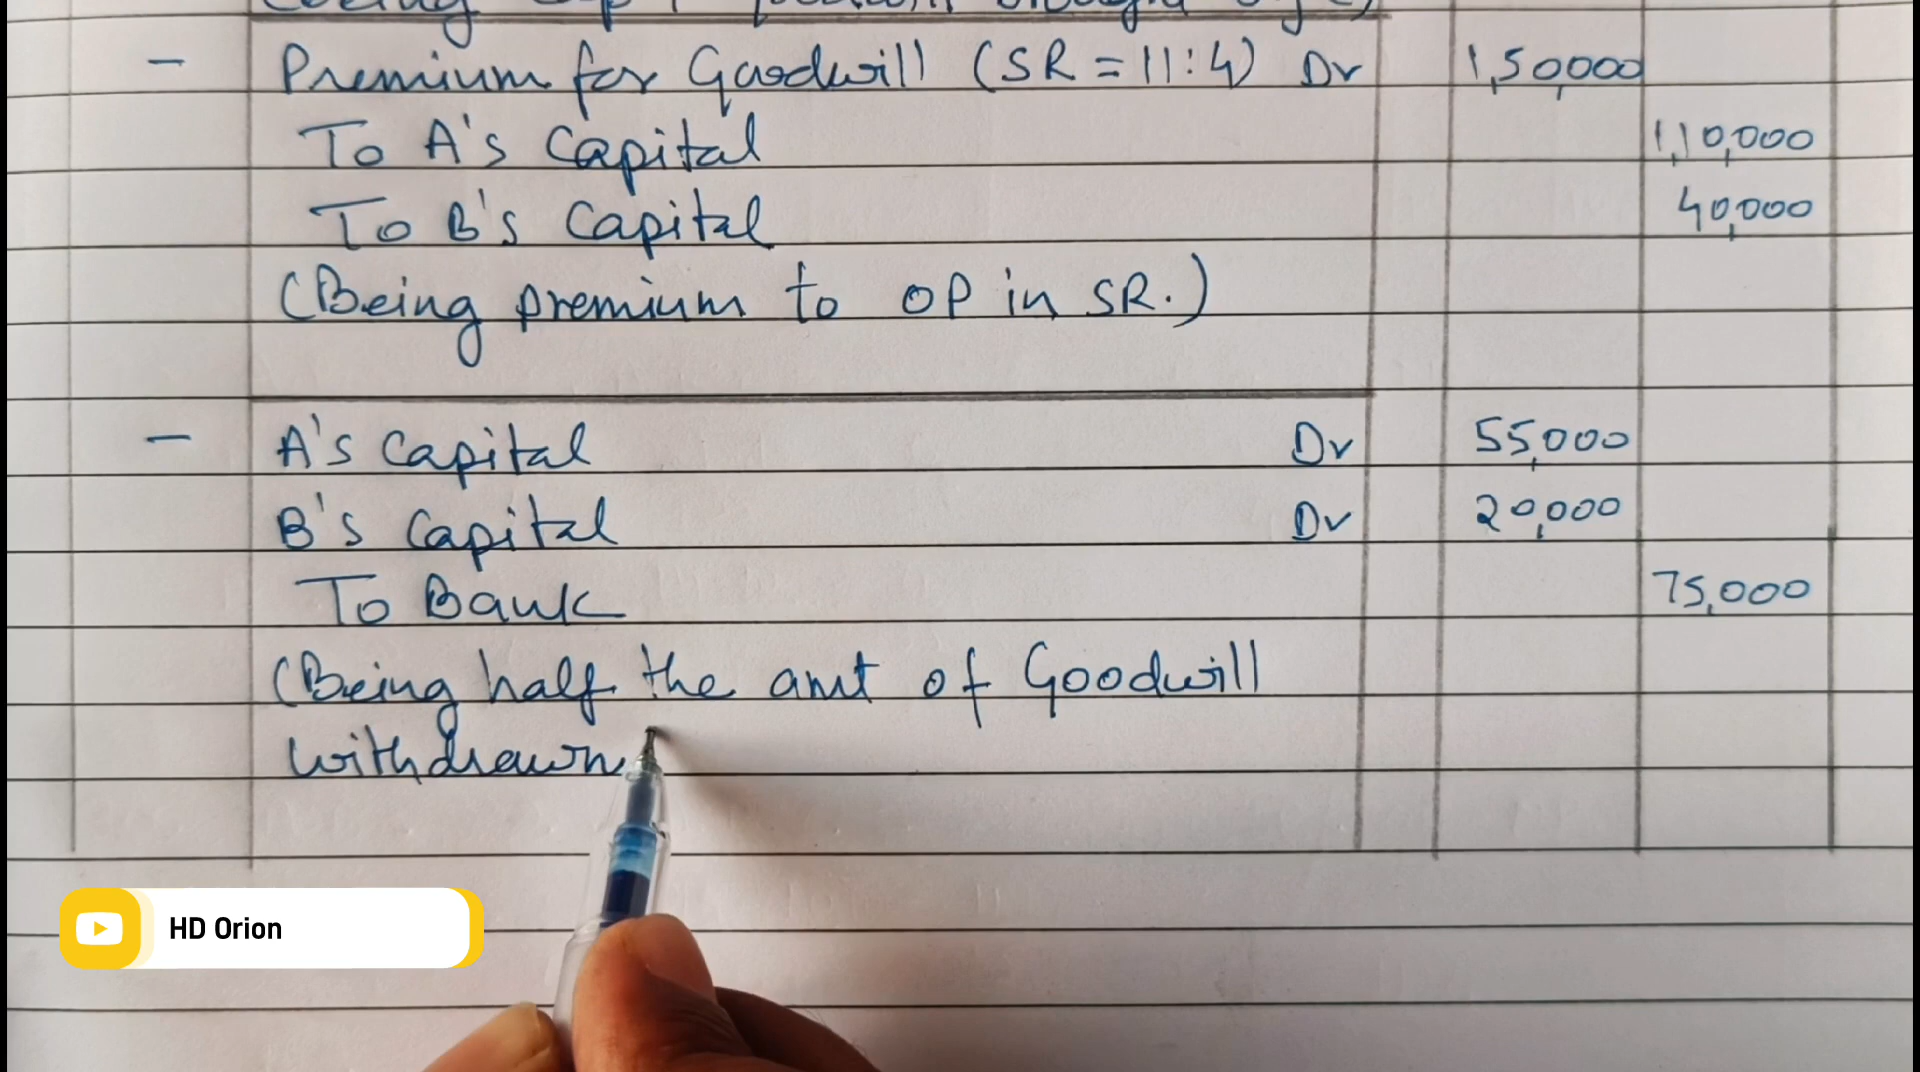 - Premium for Goodwill (SR = 11:4) Dr 1,50,000
To A's Capital 1,10,000
To B's Capital 40,000
(Being premium to OP in SR.)
- A's Capital Dr 55,000
B's Capital Dr 20,000
To Bank 75,000
(Being half the amt of Goodwill
withdrawn
HD Orion